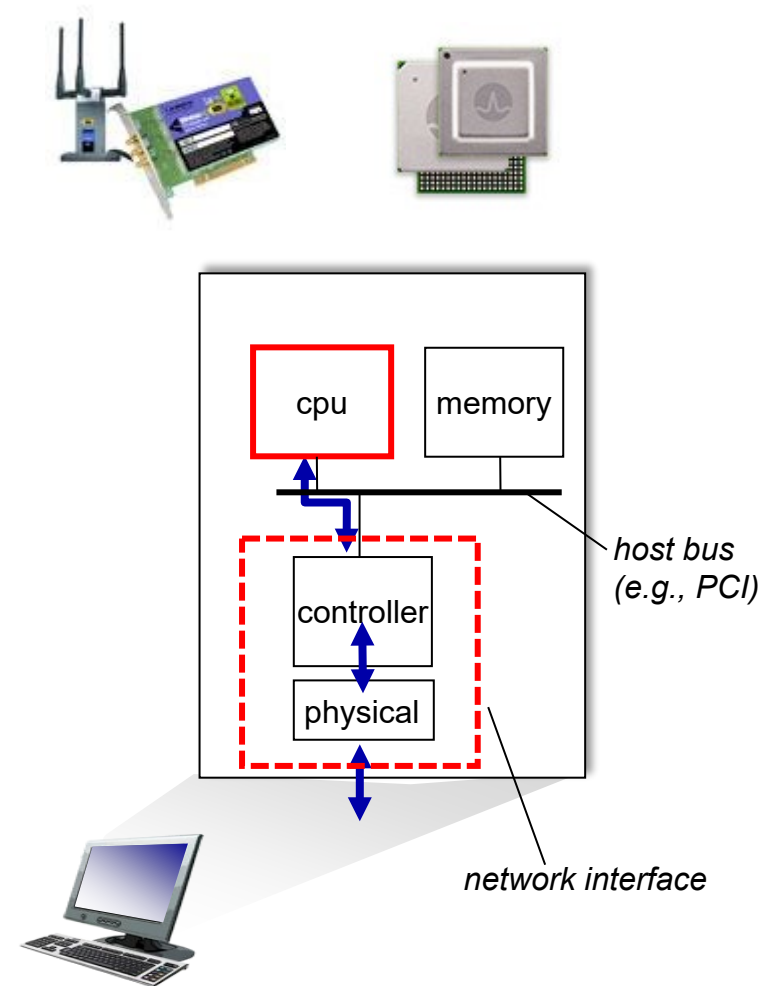 cpu
memory
host bus
(e.g., PCI)
controller
physical
network interface